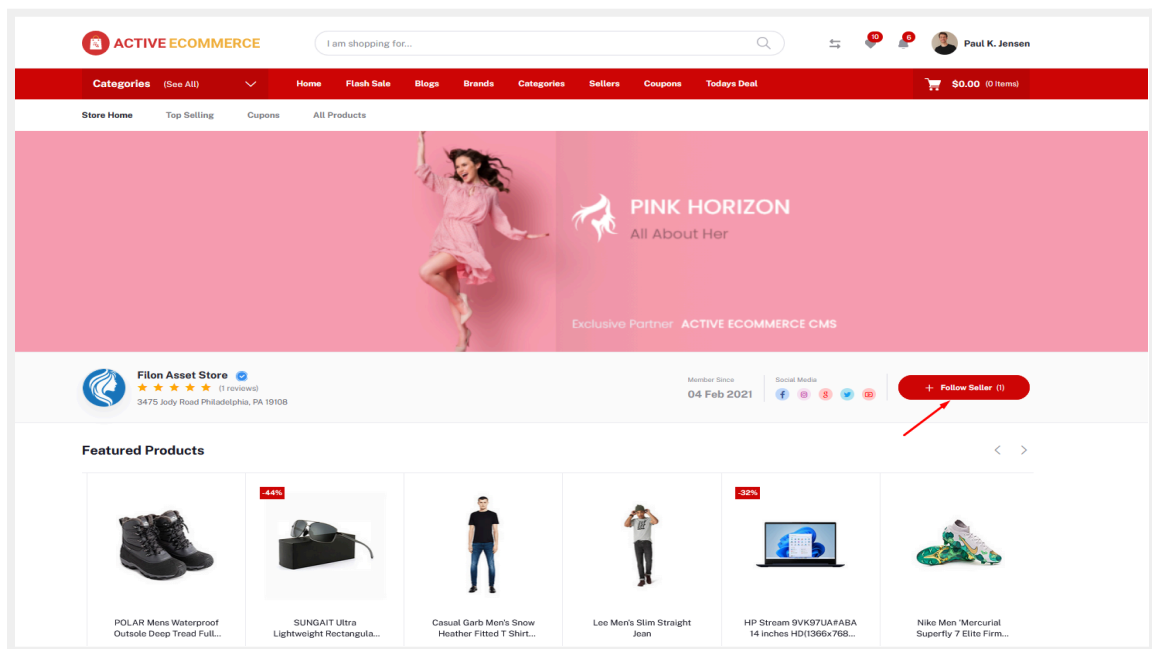 ACTIVE ECOMMERCE
I am shopping for...
10
6
Paul K. Jensen
Categories (See All)
Home Flash Sale Blogs Brands Categories Sellers Coupons Todays Deal
$0.00 (0 Items)
Store Home Top Selling Cupons All Products
PINK HORIZON
All About Her
Exclusive Partner ACTIVE ECOMMERCE CMS
Filon Asset Store
(1 reviews)
3475 Jody Road Philadelphia, PA 19108
Member Since
04 Feb 2021
Social Media
+ Follow Seller (1)
Featured Products
-44%
-32%
POLAR Mens Waterproof
Outsole Deep Tread Full...
SUNGAIT Ultra
Lightweight Rectangula...
Casual Garb Men's Snow
Heather Fitted T Shirt...
Lee Men's Slim Straight
Jean
HP Stream 9VK97UA#ABA
14 inches HD(1366x768...
Nike Men 'Mercurial
Superfly 7 Elite Firm...